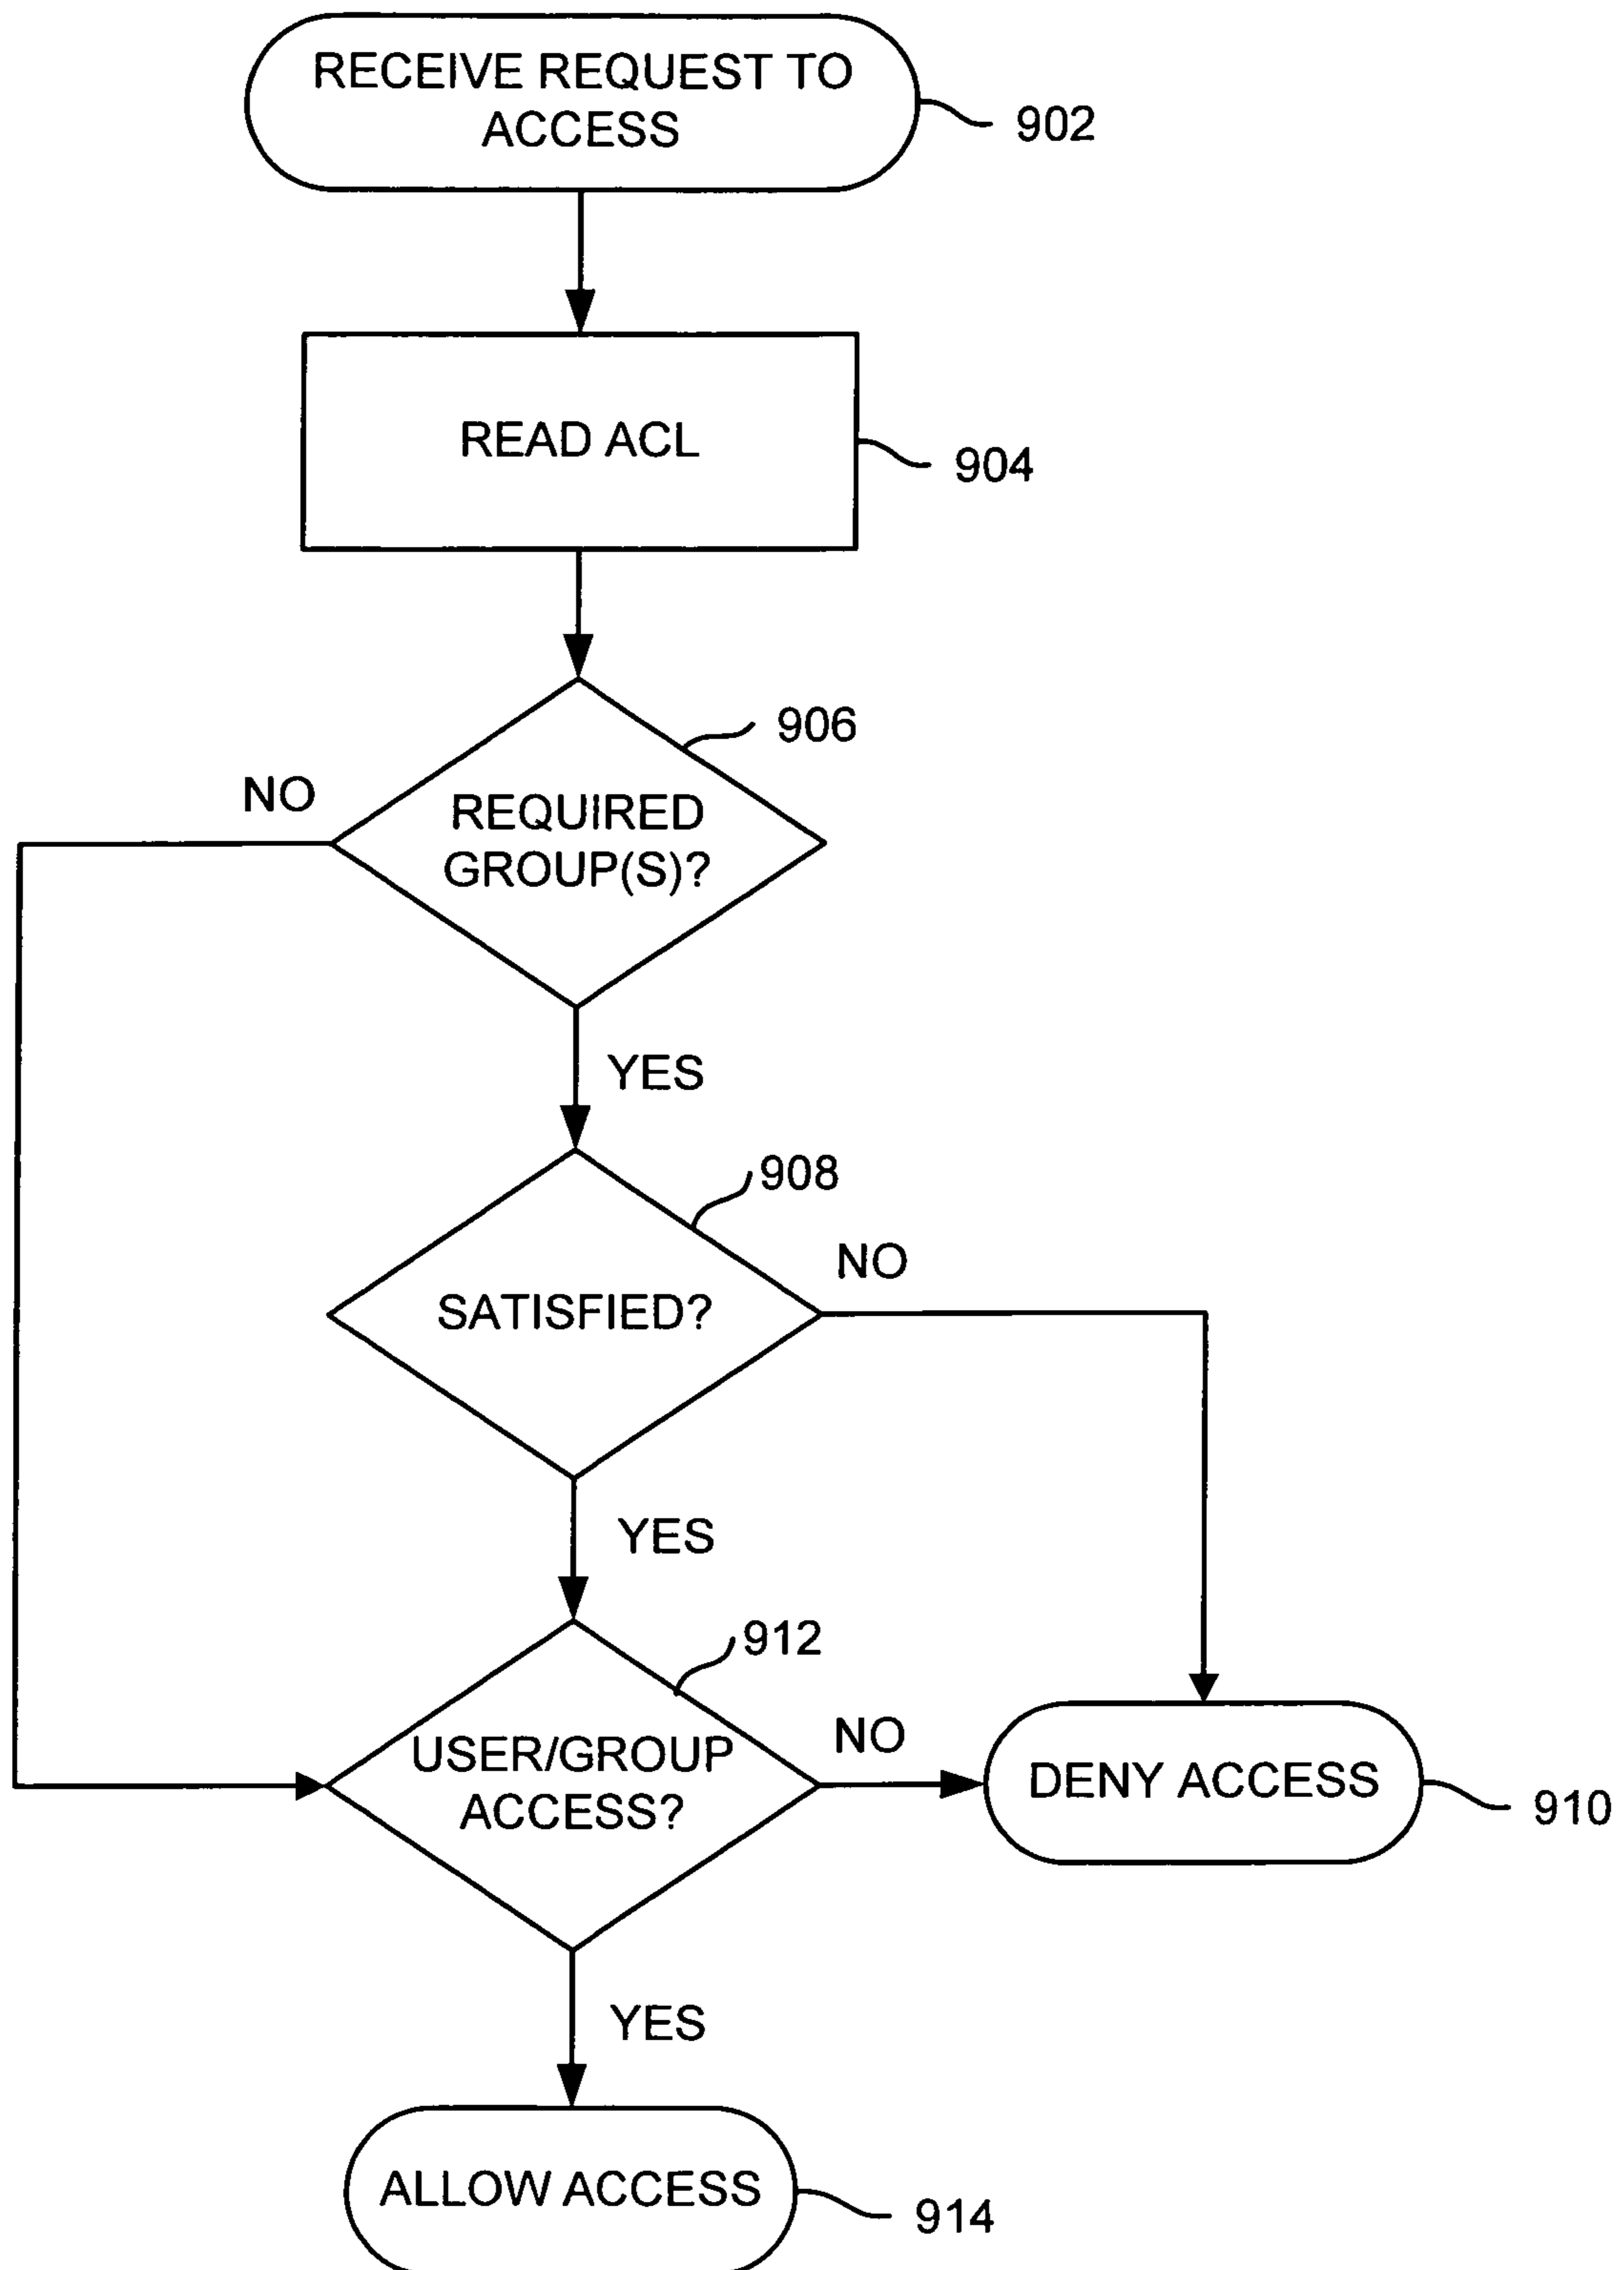 RECEIVE REQUEST TO
ACCESS
902
READ ACL
904
906
NO
REQUIRED
GROUP(S)?
YES
908
NO
SATISFIED?
YES
912
USER/GROUP
ACCESS?
NO
DENY ACCESS
910
YES
ALLOW ACCESS
914